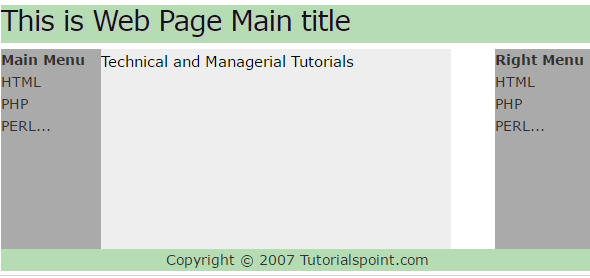 This is Web Page Main title
Main Menu
HTML
PHP
PERL...
Technical and Managerial Tutorials
Right Menu
HTML
PHP
PERL...
Copyright © 2007 Tutorialspoint.com